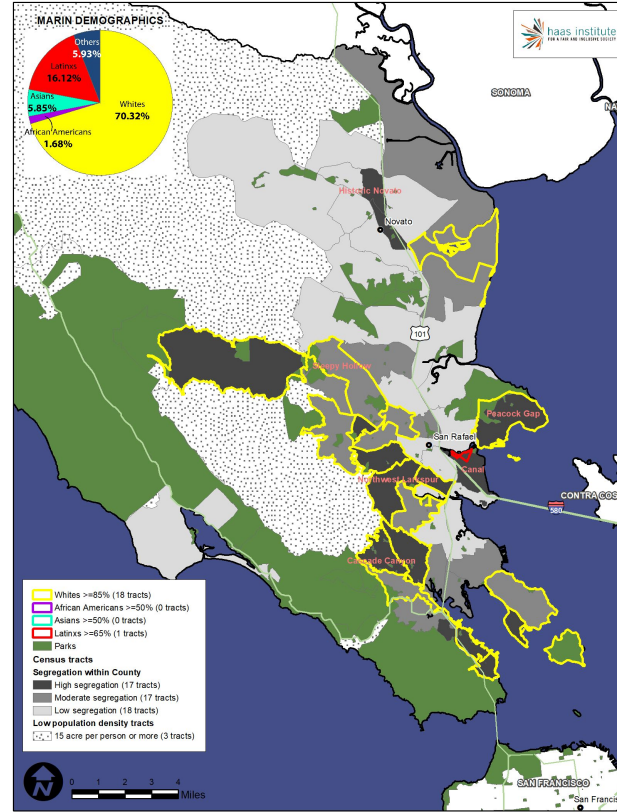 MARIN DEMOGRAPHICS
Others
5.93%
Latinxs
16.12%
Asians
5.85%
African Americans
1.68%
Whites
70.32%
haas institute
FOR A FAIR AND INCLUSIVE SOCIETY
SONOMA
NA
Historic Novato
Novato
101
Sleepy Hollow
Peacock Gap
San Rafael
Canal
Northwest Larkspur
CONTRA COS
580
Cascade Canyon
Whites >=85% (18 tracts)
African Americans >=50% (0 tracts)
Asians >=50% (0 tracts)
Latinxs >=65% (1 tracts)
Parks
Census tracts
Segregation within County
High segregation (17 tracts)
Moderate segregation (17 tracts)
Low segregation (18 tracts)
Low population density tracts
15 acre per person or more (3 tracts)
N
0 1 2 3 4
Miles
SAN FRANCISCO
San Francis